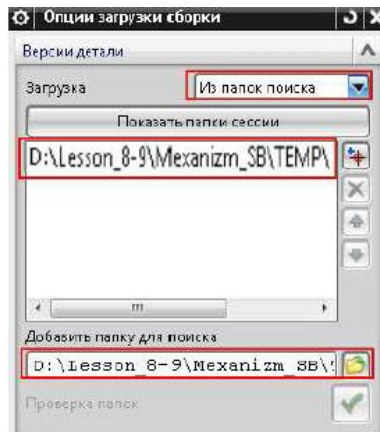 Опции загрузки сборки
Версии детали
Загрузка Из папок поиска
Показать папки сессии
D:\Lesson_8-9\Mexanizm_SB\TEMP\
Добавить папку для поиска
D:\Lesson_8-9\Mexanizm_SB\
Проверка папок